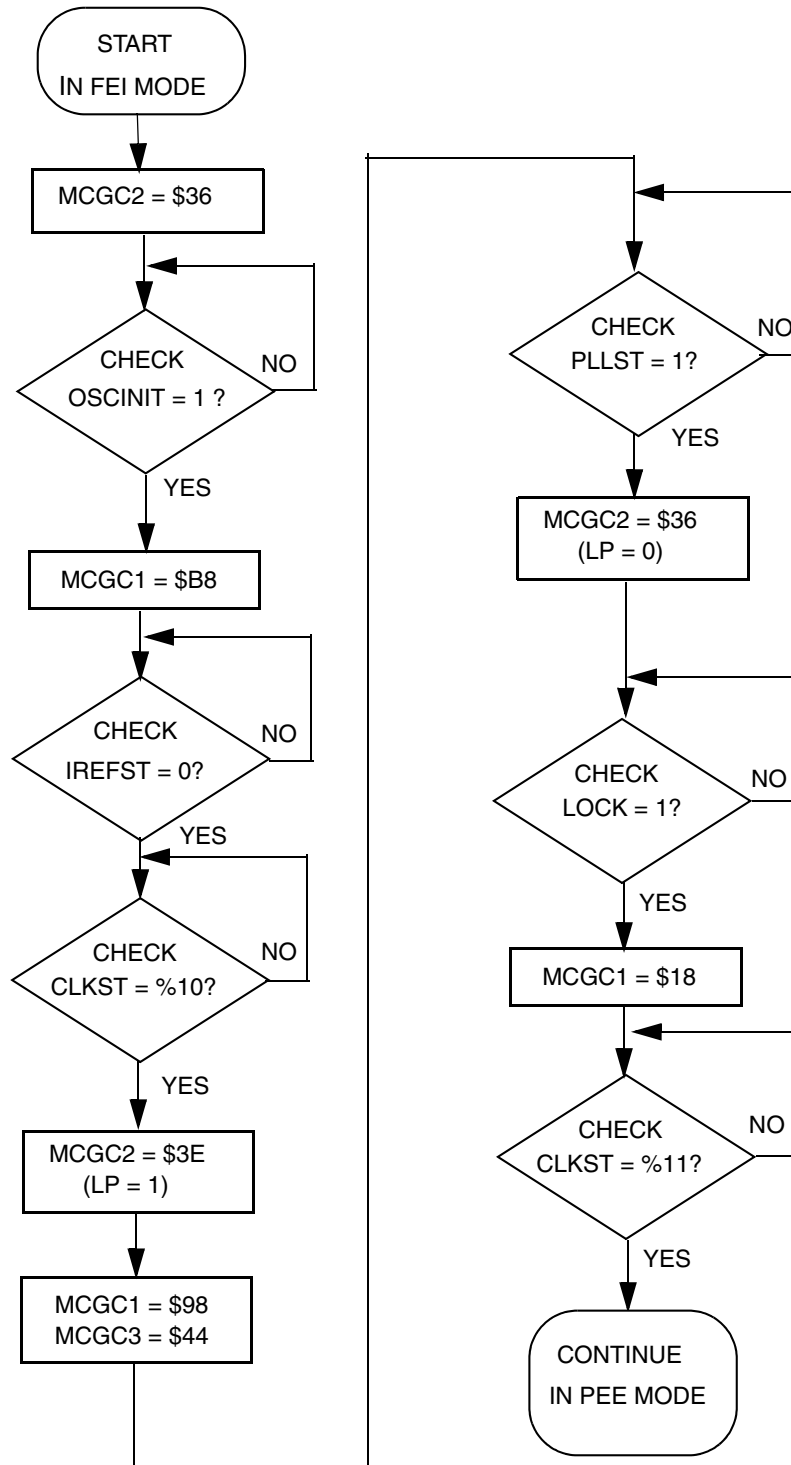 START
IN FEI MODE
MCGC2 = $36
CHECK
OSCINIT = 1 ?
NO
YES
MCGC1 = $B8
CHECK
IREFST = 0?
NO
YES
CHECK
CLKST = %10?
NO
YES
MCGC2 = $3E
(LP = 1)
MCGC1 = $98
MCGC3 = $44
CHECK
PLLST = 1?
NO
YES
MCGC2 = $36
(LP = 0)
CHECK
LOCK = 1?
NO
YES
MCGC1 = $18
CHECK
CLKST = %11?
NO
YES
CONTINUE
IN PEE MODE